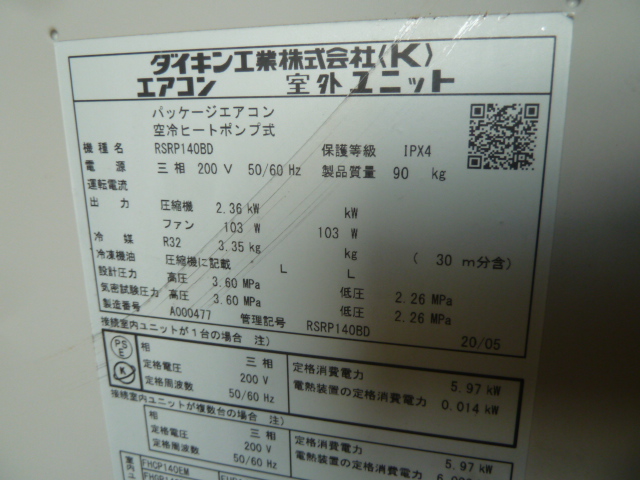 ダイキン工業株式会社(K)
エアコン 室外ユニット
パッケージエアコン
空冷ヒートポンプ式
機種名 RSRP140BD 保護等級 IPX4
電源 三相 200 V 50/60 Hz 製品質量 90 kg
運転電流
出力 圧縮機 2.36 kW kW
ファン 103 W 103 W
冷媒 R32 3.35 kg kg
冷凍機油 圧縮機に記載 L L ( 30 m分含)
設計圧力 高圧 3.60 MPa 低圧 2.26 MPa
気密試験圧力 高圧 3.60 MPa 低圧 2.26 MPa
製造番号 A000477 管理記号 RSRP140BD 20/05
接続室内ユニットが1台の場合 注)
PS
E
K
相 三相
定格電圧 200 V
定格周波数 50/60 Hz
定格消費電力 5.97 kW
電熱装置の定格消費電力 0.014 kW
接続室内ユニットが複数台の場合 注)
相 三相
定格電圧 200 V
定格周波数 50/60 Hz
定格消費電力 5.97 kW
電熱装置の定格消費電力
FHCP140EM